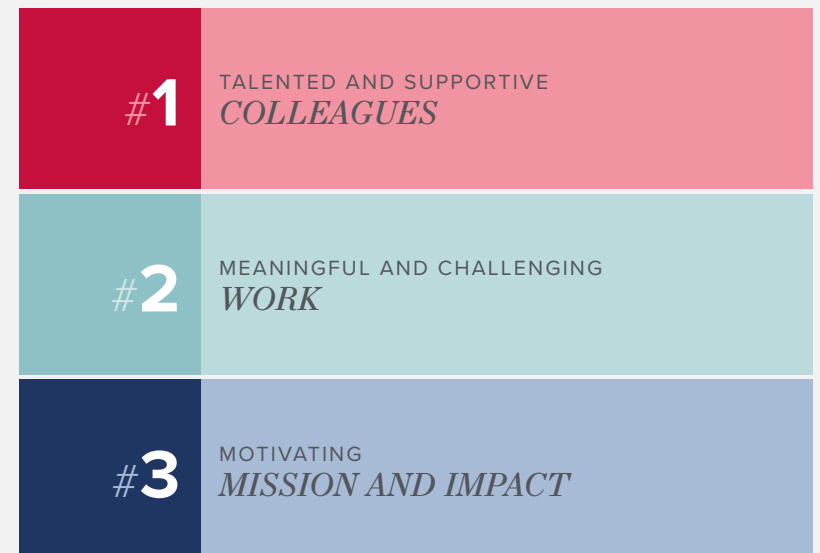 #1
TALENTED AND SUPPORTIVE
COLLEAGUES
#2
MEANINGFUL AND CHALLENGING
WORK
#3
MOTIVATING
MISSION AND IMPACT